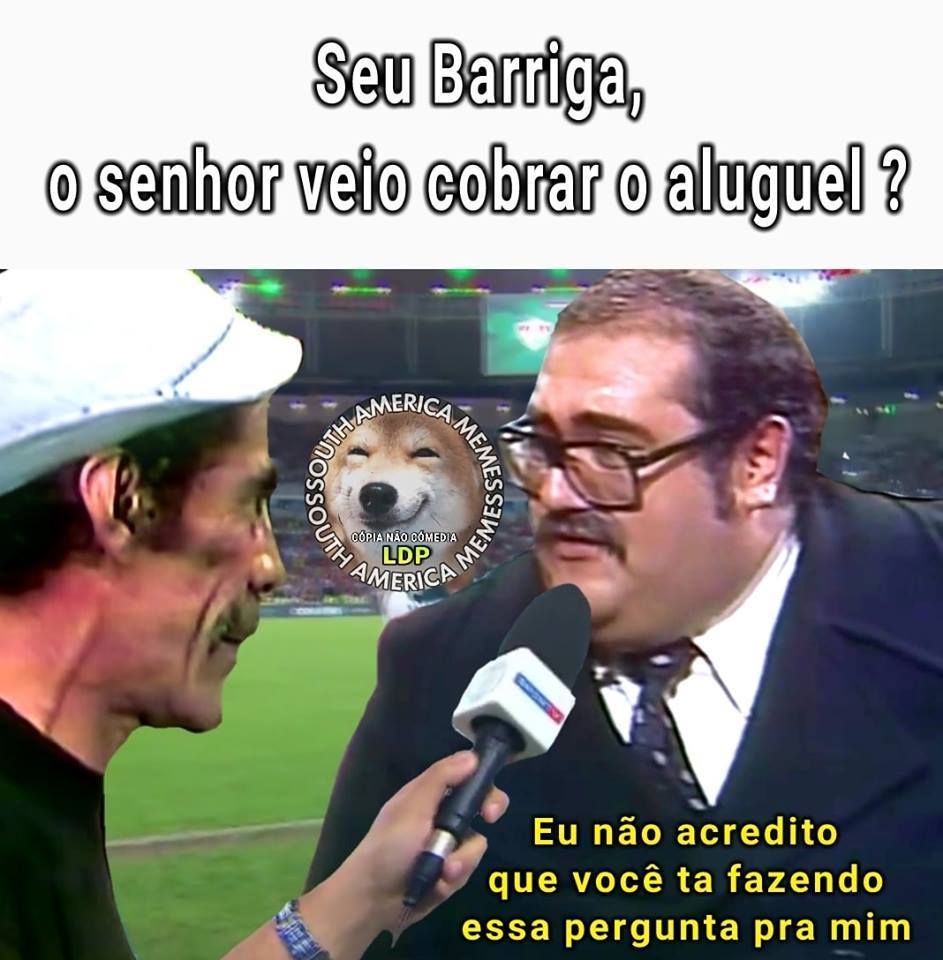 Seu Barriga,
o senhor veio cobrar o aluguel ?
SOUTH AMERICA MEMES
CÓPIA NÃO CÓMEDIA
LDP
SOUTH AMERICA MEMES
Eu não acredito
que você ta fazendo
essa pergunta pra mim